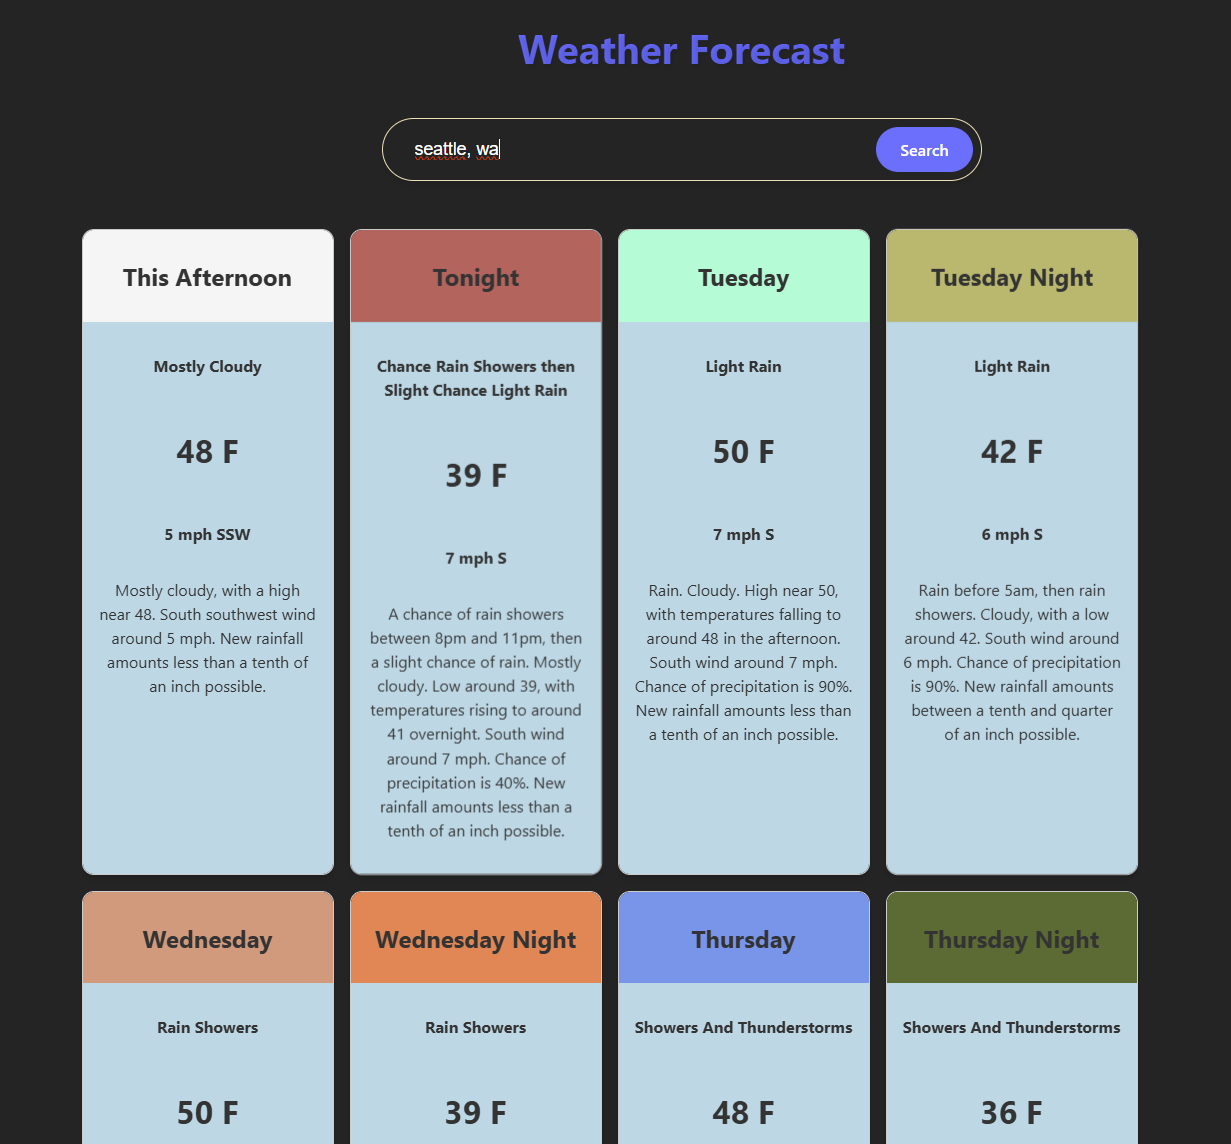 Weather Forecast
seattle, wa
Search
This Afternoon
Mostly Cloudy
48 F
5 mph SSW
Mostly cloudy, with a high
near 48. South southwest wind
around 5 mph. New rainfall
amounts less than a tenth of
an inch possible.
Tonight
Chance Rain Showers then
Slight Chance Light Rain
39 F
7 mph S
A chance of rain showers
between 8pm and 11pm, then
a slight chance of rain. Mostly
cloudy. Low around 39, with
temperatures rising to around
41 overnight. South wind
around 7 mph. Chance of
precipitation is 40%. New
rainfall amounts less than a
tenth of an inch possible.
Tuesday
Light Rain
50 F
7 mph S
Rain. Cloudy. High near 50,
with temperatures falling to
around 48 in the afternoon.
South wind around 7 mph.
Chance of precipitation is 90%.
New rainfall amounts less than
a tenth of an inch possible.
Tuesday Night
Light Rain
42 F
6 mph S
Rain before 5am, then rain
showers. Cloudy, with a low
around 42. South wind around
6 mph. Chance of precipitation
is 90%. New rainfall amounts
between a tenth and quarter
of an inch possible.
Wednesday
Rain Showers
50 F
Wednesday Night
Rain Showers
39 F
Thursday
Showers And Thunderstorms
48 F
Thursday Night
Showers And Thunderstorms
36 F